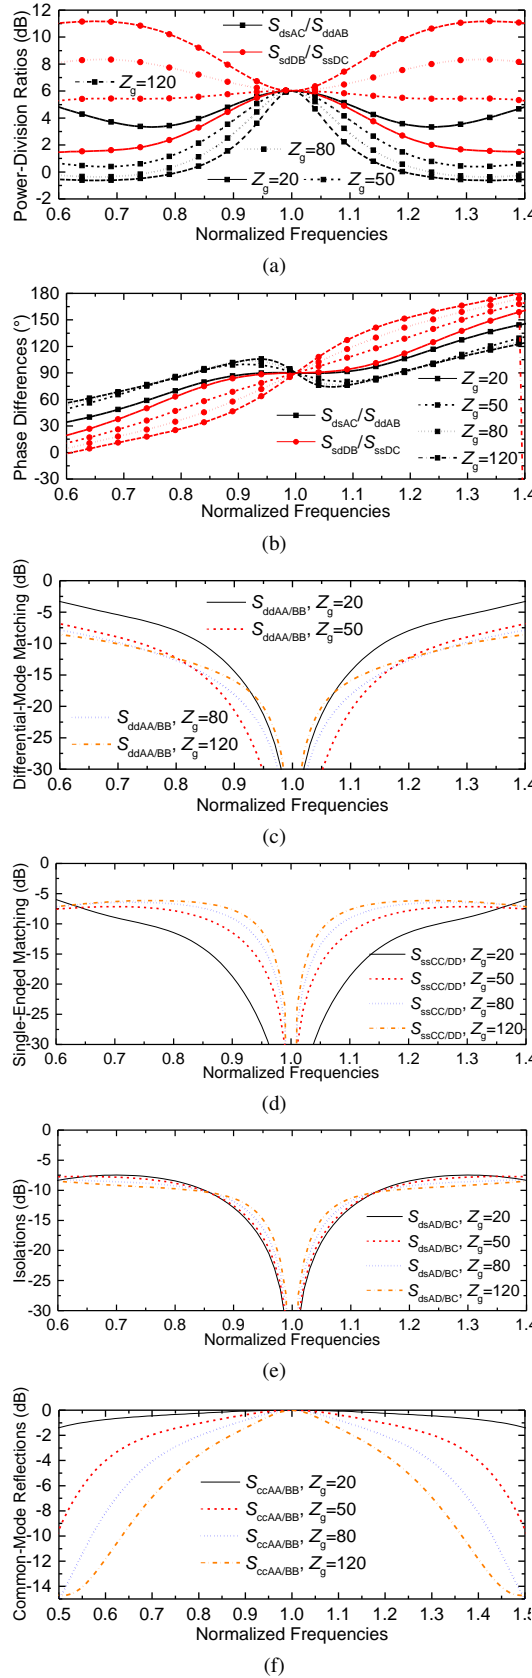 Power-Division Ratios (dB)
12
10
8
6
4
2
0
-2
S_dsAC/S_ddAB
S_sdDB/S_ssDC
Z_g=120
Z_g=80
Z_g=20
Z_g=50
0.6 0.7 0.8 0.9 1.0 1.1 1.2 1.3 1.4
Normalized Frequencies
(a)
Phase Differences (°)
180
150
120
90
60
30
0
-30
Z_g=20
Z_g=50
Z_g=80
Z_g=120
S_dsAC/S_ddAB
S_sdDB/S_ssDC
0.6 0.7 0.8 0.9 1.0 1.1 1.2 1.3 1.4
Normalized Frequencies
(b)
Differential-Mode Matching (dB)
0
-5
-10
-15
-20
-25
-30
S_ddAA/BB, Z_g=20
S_ddAA/BB, Z_g=50
S_ddAA/BB, Z_g=80
S_ddAA/BB, Z_g=120
0.6 0.7 0.8 0.9 1.0 1.1 1.2 1.3 1.4
Normalized Frequencies
(c)
Single-Ended Matching (dB)
0
-5
-10
-15
-20
-25
-30
S_ssCC/DD, Z_g=20
S_ssCC/DD, Z_g=50
S_ssCC/DD, Z_g=80
S_ssCC/DD, Z_g=120
0.6 0.7 0.8 0.9 1.0 1.1 1.2 1.3 1.4
Normalized Frequencies
(d)
Isolations (dB)
0
-5
-10
-15
-20
-25
-30
S_dsAD/BC, Z_g=20
S_dsAD/BC, Z_g=50
S_dsAD/BC, Z_g=80
S_dsAD/BC, Z_g=120
0.6 0.7 0.8 0.9 1.0 1.1 1.2 1.3 1.4
Normalized Frequencies
(e)
Common-Mode Reflections (dB)
0
-2
-4
-6
-8
-10
-12
-14
S_ccAA/BB, Z_g=20
S_ccAA/BB, Z_g=50
S_ccAA/BB, Z_g=80
S_ccAA/BB, Z_g=120
0.5 0.6 0.7 0.8 0.9 1.0 1.1 1.2 1.3 1.4 1.5
Normalized Frequencies
(f)